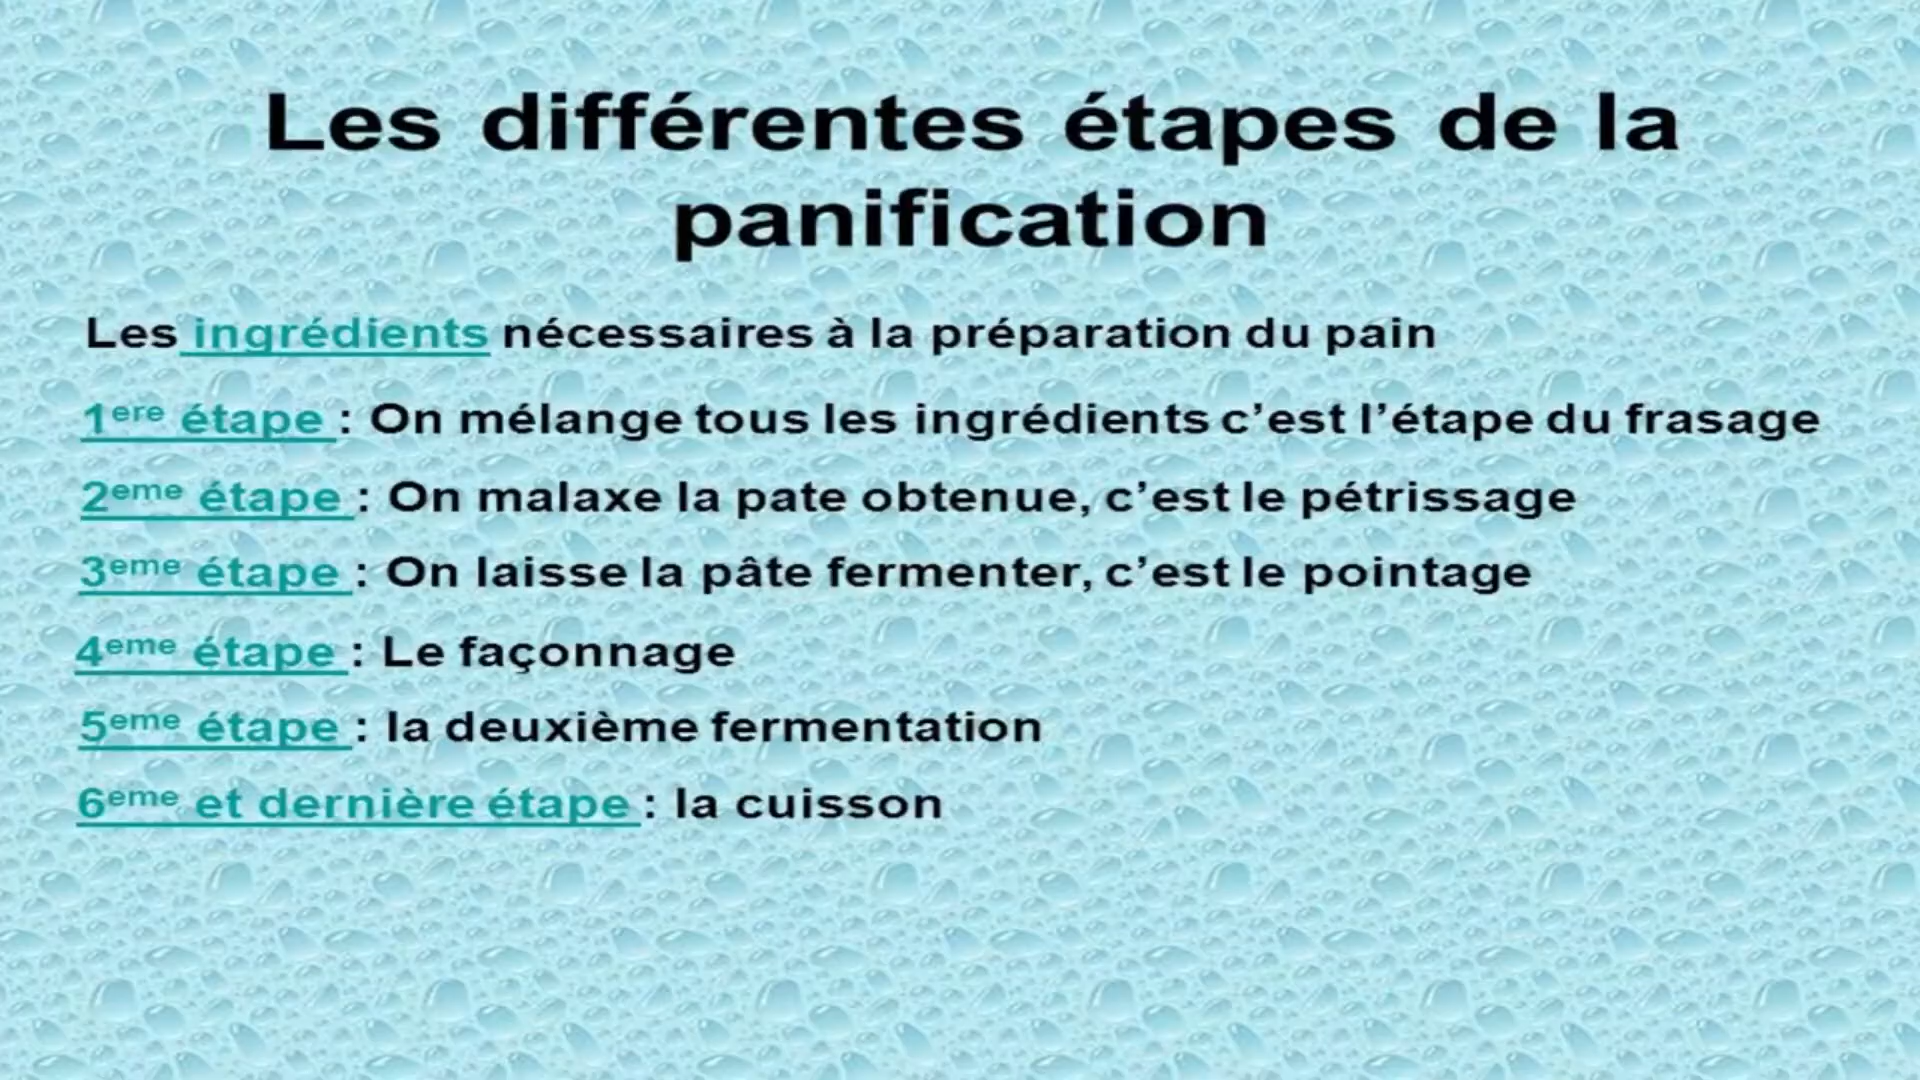 Les différentes étapes de la
panification
Les ingrédients nécessaires à la préparation du pain
1ere étape : On mélange tous les ingrédients c’est l’étape du frasage
2eme étape : On malaxe la pate obtenue, c’est le pétrissage
3eme étape : On laisse la pâte fermenter, c’est le pointage
4eme étape : Le façonnage
5eme étape : la deuxième fermentation
6eme et dernière étape : la cuisson